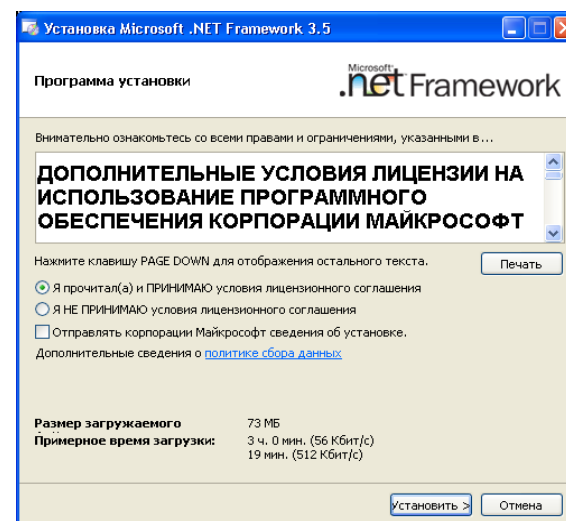 Установка Microsoft .NET Framework 3.5
Программа установки
Microsoft
.net Framework
Внимательно ознакомьтесь со всеми правами и ограничениями, указанными в...
ДОПОЛНИТЕЛЬНЫЕ УСЛОВИЯ ЛИЦЕНЗИИ НА
ИСПОЛЬЗОВАНИЕ ПРОГРАММНОГО
ОБЕСПЕЧЕНИЯ КОРПОРАЦИИ МАЙКРОСОФТ
Нажмите клавишу PAGE DOWN для отображения остального текста.
Печать
Я прочитал(а) и ПРИНИМАЮ условия лицензионного соглашения
Я НЕ ПРИНИМАЮ условия лицензионного соглашения
Отправлять корпорации Майкрософт сведения об установке.
Дополнительные сведения о политике сбора данных
Размер загружаемого 73 МБ
Примерное время загрузки: 3 ч. 0 мин. (56 Кбит/с)
19 мин. (512 Кбит/с)
Установить >
Отмена